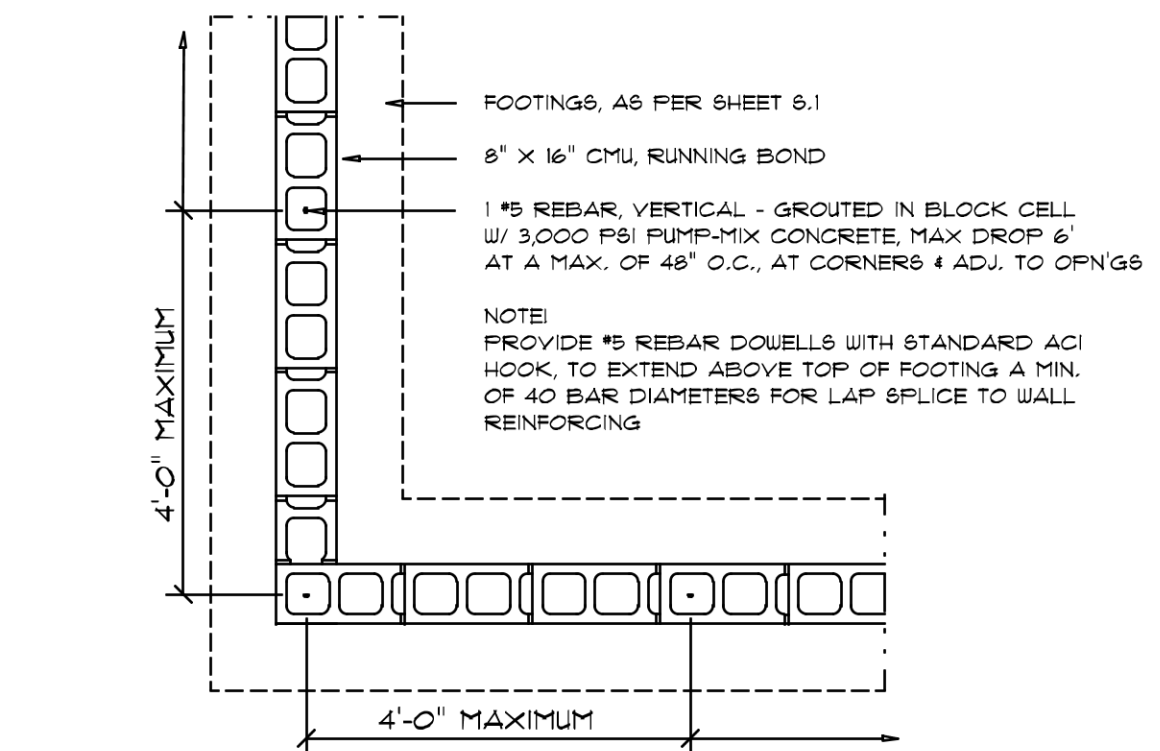 FOOTINGS, AS PER SHEET S.1
8" X 16" CMU, RUNNING BOND
1 #5 REBAR, VERTICAL - GROUTED IN BLOCK CELL
W/ 3,000 PSI PUMP-MIX CONCRETE, MAX DROP 6'
AT A MAX. OF 48" O.C., AT CORNERS & ADJ. TO OPN'GS
NOTE!
PROVIDE #5 REBAR DOWELLS WITH STANDARD ACI
HOOK, TO EXTEND ABOVE TOP OF FOOTING A MIN.
OF 40 BAR DIAMETERS FOR LAP SPLICE TO WALL
REINFORCING
4'-0" MAXIMUM
4'-0" MAXIMUM